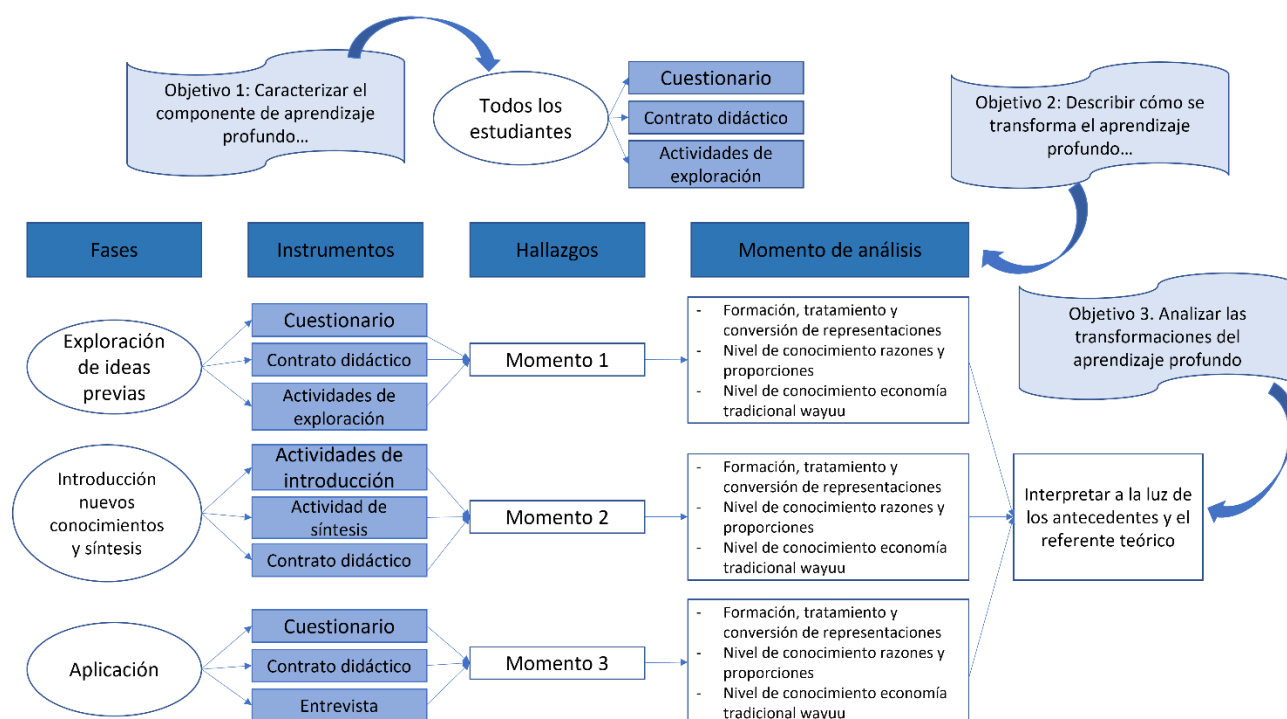 Objetivo 1: Caracterizar el
componente de aprendizaje
profundo...
Todos los
estudiantes
Cuestionario
Contrato didáctico
Actividades de
exploración
Objetivo 2: Describir cómo se
transforma el aprendizaje
profundo...
Fases
Instrumentos
Hallazgos
Momento de análisis
Objetivo 3. Analizar las
transformaciones del
aprendizaje profundo
Exploración
de ideas
previas
Cuestionario
Contrato didáctico
Actividades de
exploración
Momento 1
- Formación, tratamiento y
conversión de representaciones
- Nivel de conocimiento razones y
proporciones
- Nivel de conocimiento economía
tradicional wayuu
Introducción
nuevos
conocimientos
y síntesis
Actividades de
introducción
Actividad de
síntesis
Contrato didáctico
Momento 2
- Formación, tratamiento y
conversión de representaciones
- Nivel de conocimiento razones y
proporciones
- Nivel de conocimiento economía
tradicional wayuu
Interpretar a la luz de
los antecedentes y el
referente teórico
Aplicación
Cuestionario
Contrato didáctico
Entrevista
Momento 3
- Formación, tratamiento y
conversión de representaciones
- Nivel de conocimiento razones y
proporciones
- Nivel de conocimiento economía
tradicional wayuu